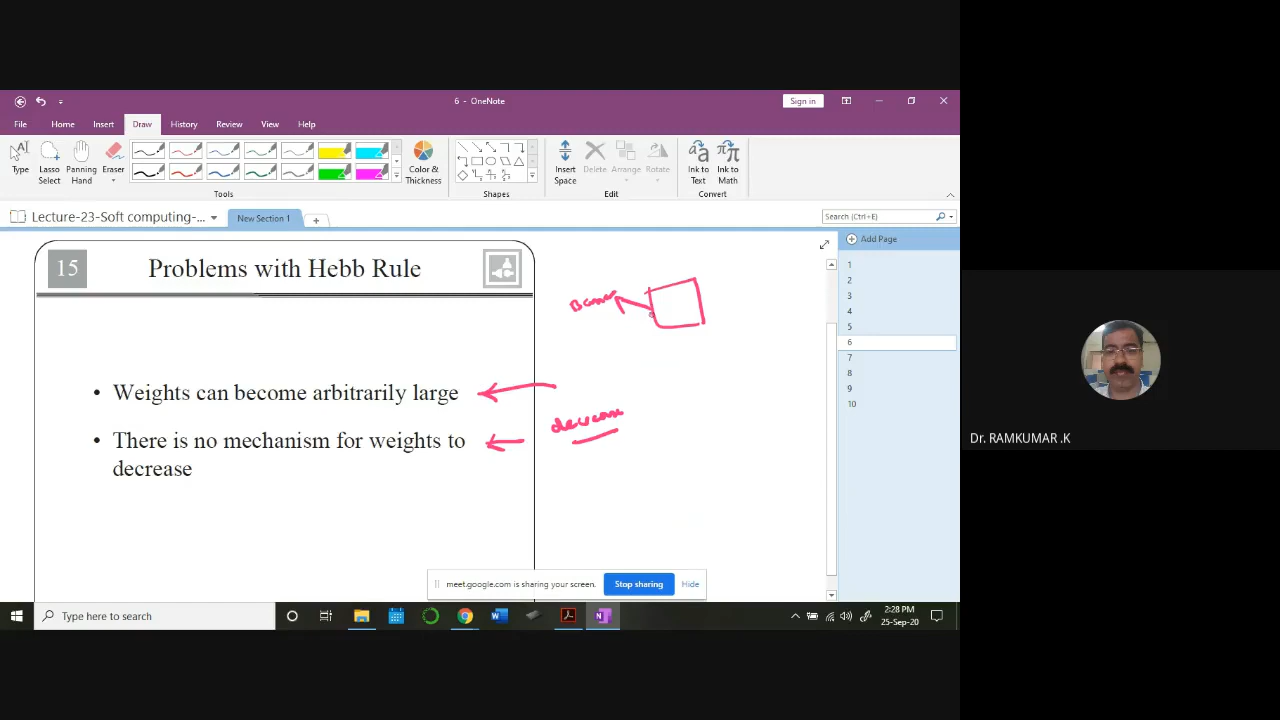 6 - OneNote
Sign in
File Home Insert Draw History Review View Help
Type
Lasso Select
Panning Hand
Eraser
Color & Thickness
Insert Space
Delete
Arrange
Rotate
Ink to Text
Ink to Math
Tools
Shapes
Edit
Convert
Lecture-23-Soft computing-...
New Section 1
Search (Ctrl+E)
Add Page
1
2
3
4
5
6
7
8
9
10
15
Problems with Hebb Rule
• Weights can become arbitrarily large
• There is no mechanism for weights to
decrease
Dr. RAMKUMAR .K
meet.google.com is sharing your screen.
Stop sharing
Hide
Type here to search
2:28 PM
25-Sep-20